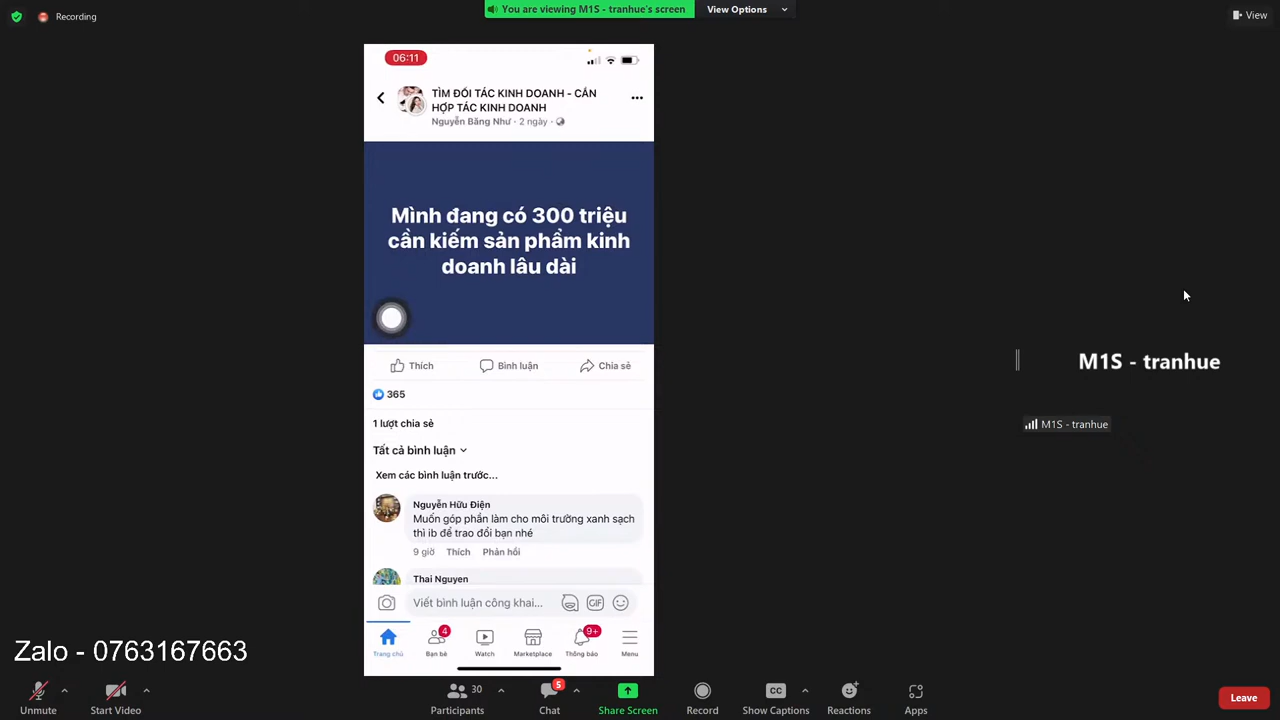 Recording
You are viewing M1S - tranhue's screen
View Options
View
06:11
TÌM ĐỐI TÁC KINH DOANH - CẦN
HỢP TÁC KINH DOANH
Nguyễn Băng Như · 2 ngày ·
Mình đang có 300 triệu
cần kiếm sản phẩm kinh
doanh lâu dài
Thích
Bình luận
Chia sẻ
365
1 lượt chia sẻ
Tất cả bình luận
Xem các bình luận trước...
Nguyễn Hữu Điện
Muốn góp phần làm cho môi trường xanh sạch
thì ib để trao đổi bạn nhé
9 giờ Thích Phản hồi
Thai Nguyen
Viết bình luận công khai...
GIF
4
9+
Trang chủ
Bạn bè
Watch
Marketplace
Thông báo
Menu
M1S - tranhue
M1S - tranhue
Zalo - 0763167663
Unmute
Start Video
30
Participants
5
Chat
Share Screen
Record
CC
Show Captions
Reactions
Apps
Leave